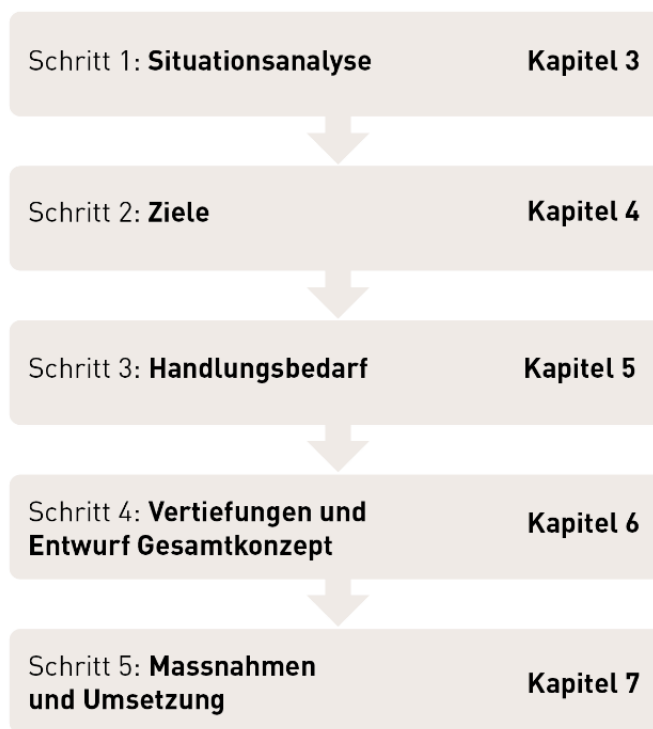 Schritt 1: Situationsanalyse Kapitel 3
Schritt 2: Ziele Kapitel 4
Schritt 3: Handlungsbedarf Kapitel 5
Schritt 4: Vertiefungen und
Entwurf Gesamtkonzept Kapitel 6
Schritt 5: Massnahmen
und Umsetzung Kapitel 7